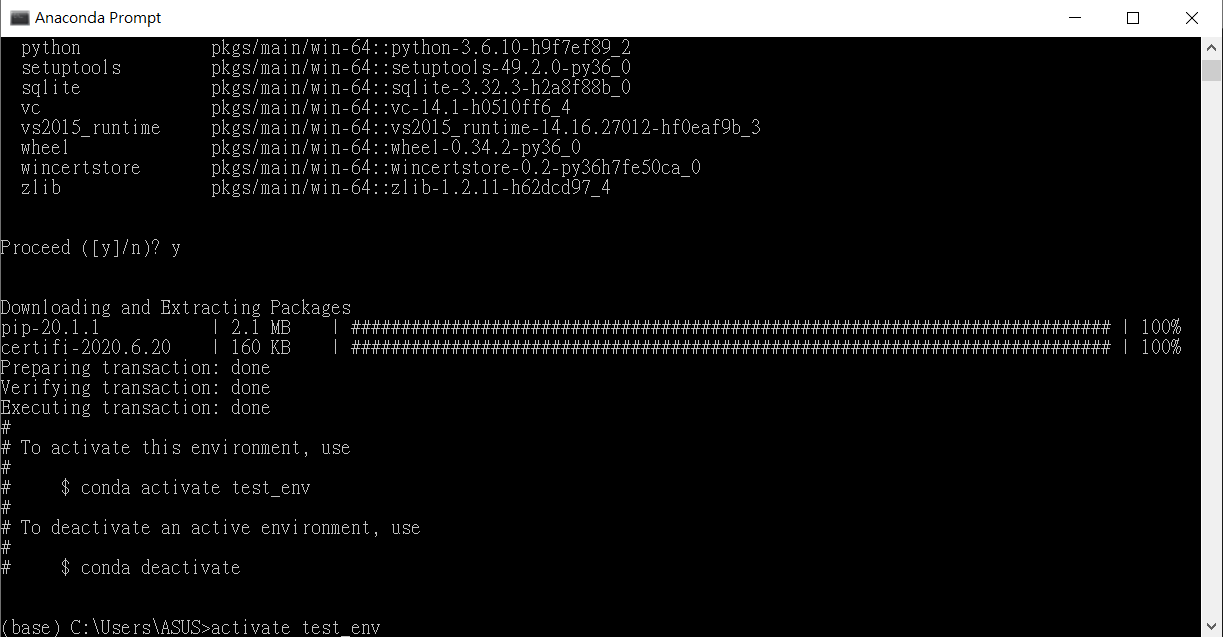 Anaconda Prompt
python pkgs/main/win-64::python-3.6.10-h9f7ef89_2
setuptools pkgs/main/win-64::setuptools-49.2.0-py36_0
sqlite pkgs/main/win-64::sqlite-3.32.3-h2a8f88b_0
vc pkgs/main/win-64::vc-14.1-h0510ff6_4
vs2015_runtime pkgs/main/win-64::vs2015_runtime-14.16.27012-hf0eaf9b_3
wheel pkgs/main/win-64::wheel-0.34.2-py36_0
wincertstore pkgs/main/win-64::wincertstore-0.2-py36h7fe50ca_0
zlib pkgs/main/win-64::zlib-1.2.11-h62dcd97_4
Proceed ([y]/n)? y
Downloading and Extracting Packages
pip-20.1.1 | 2.1 MB | ############################################################################ | 100%
certifi-2020.6.20 | 160 KB | ############################################################################ | 100%
Preparing transaction: done
Verifying transaction: done
Executing transaction: done
#
# To activate this environment, use
#
# $ conda activate test_env
#
# To deactivate an active environment, use
#
# $ conda deactivate
(base) C:\Users\ASUS>activate test_env